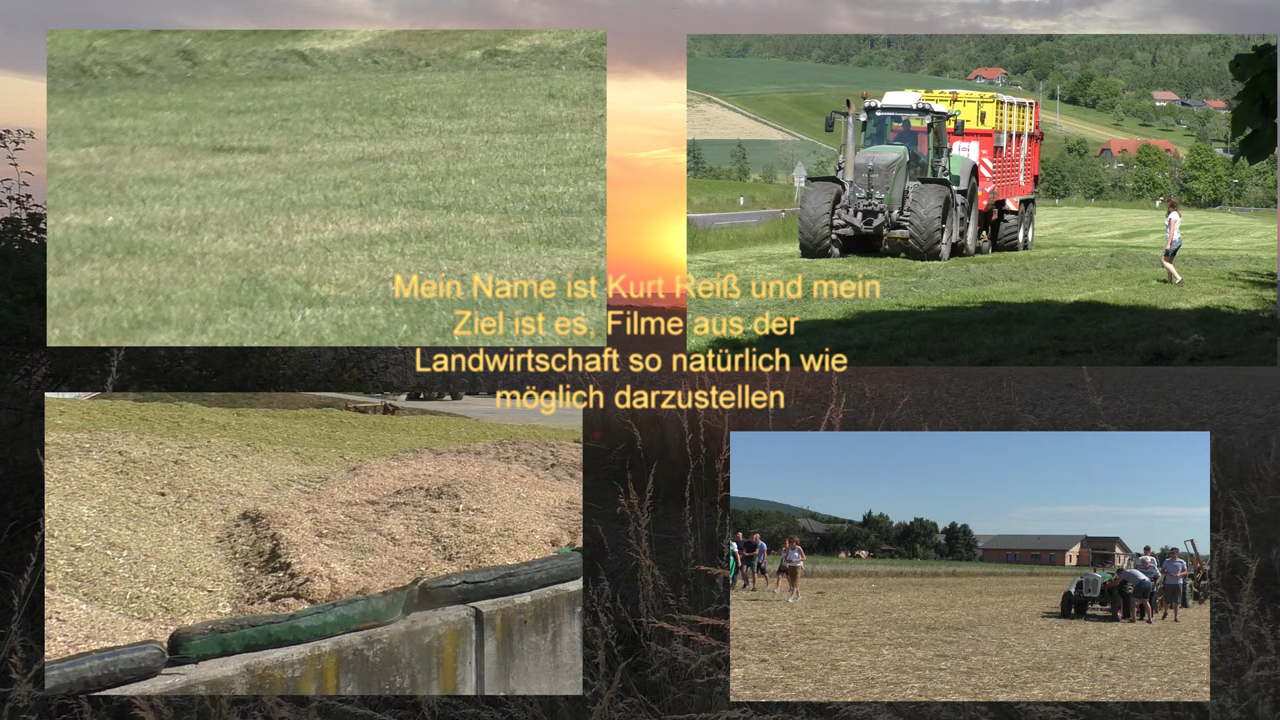 Mein Name ist Kurt Reiß und mein
Ziel ist es, Filme aus der
Landwirtschaft so natürlich wie
möglich darzustellen